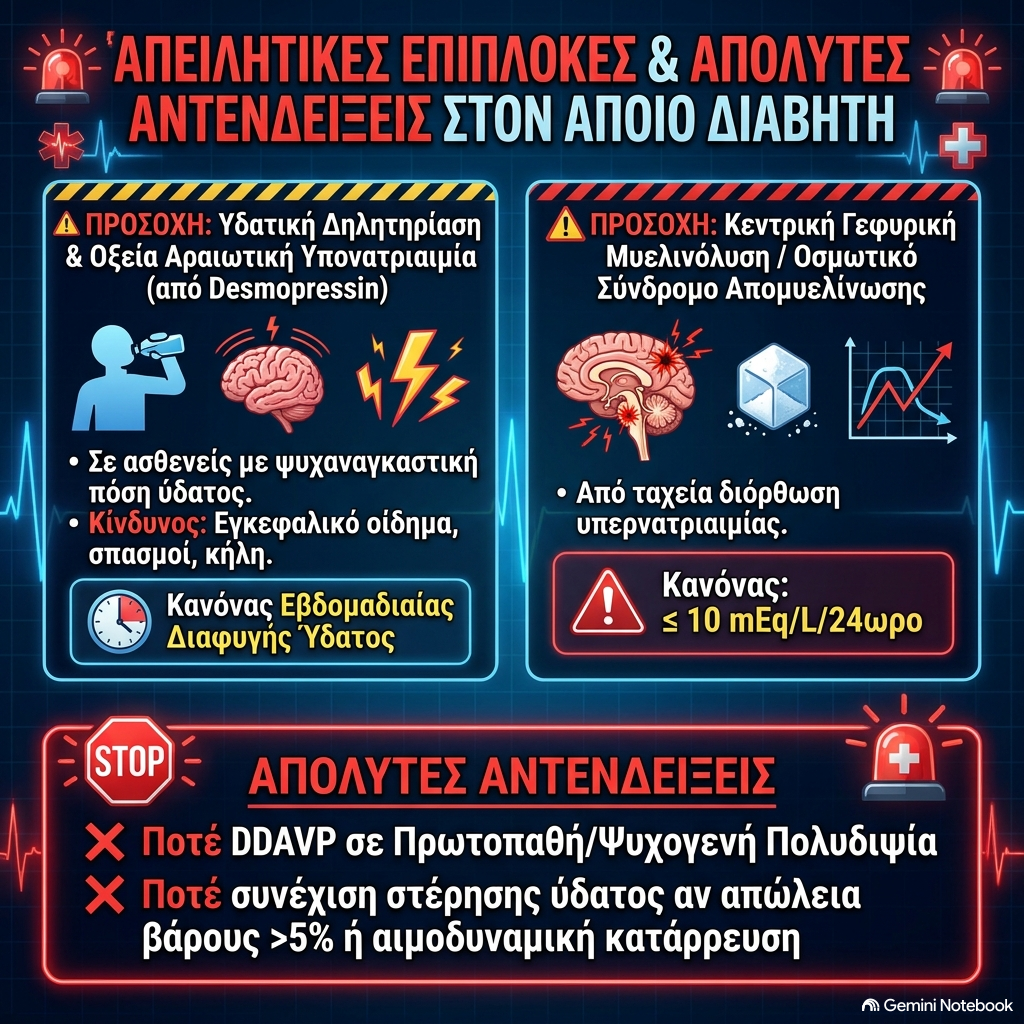 'ΑΠΕΙΛΗΤΙΚΕΣ ΕΠΙΠΛΟΚΕΣ & ΑΠΟΛΥΤΕΣ
ΑΝΤΕΝΔΕΙΞΕΙΣ ΣΤΟΝ ΑΠΟΙΟ ΔΙΑΒΗΤΗ
ΠΡΟΣΟΧΗ: Υδατική Δηλητηρίαση
& Οξεία Αραιωτική Υπονατριαιμία
(από Desmopressin)
• Σε ασθενείς με ψυχαναγκαστική
πόση ύδατος.
• Κίνδυνος: Εγκεφαλικό οίδημα,
σπασμοί, κήλη.
Κανόνας Εβδομαδιαίας
Διαφυγής Ύδατος
ΠΡΟΣΟΧΗ: Κεντρική Γεφυρική
Μυελινόλυση / Οσμωτικό
Σύνδρομο Απομυελίνωσης
• Από ταχεία διόρθωση
υπερνατριαιμίας.
Κανόνας:
≤ 10 mEq/L/24ωρο
STOP
ΑΠΟΛΥΤΕΣ ΑΝΤΕΝΔΕΙΞΕΙΣ
Ποτέ DDAVP σε Πρωτοπαθή/Ψυχογενή Πολυδιψία
Ποτέ συνέχιση στέρησης ύδατος αν απώλεια
βάρους >5% ή αιμοδυναμική κατάρρευση
Gemini Notebook